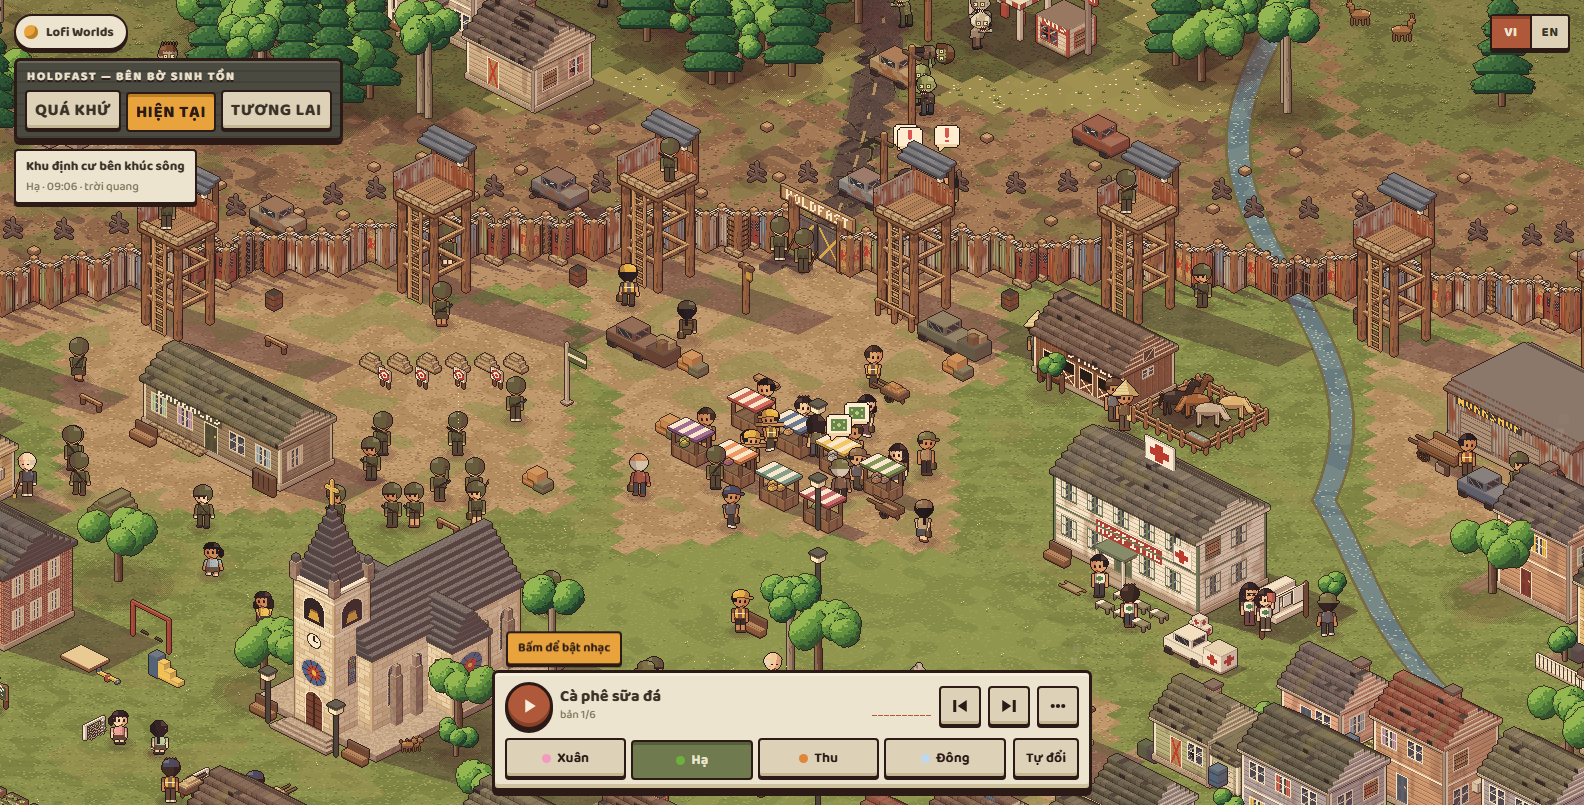 Lofi Worlds
VI EN
HOLDFAST — BÊN BỜ SINH TỒN
QUÁ KHỨ HIỆN TẠI TƯƠNG LAI
Khu định cư bên khúc sông
Hạ · 09:06 · trời quang
HOLDFAST
HOSPITAL
Bấm để bật nhạc
Cà phê sữa đá
bản 1/6
Xuân Hạ Thu Đông Tự đổi